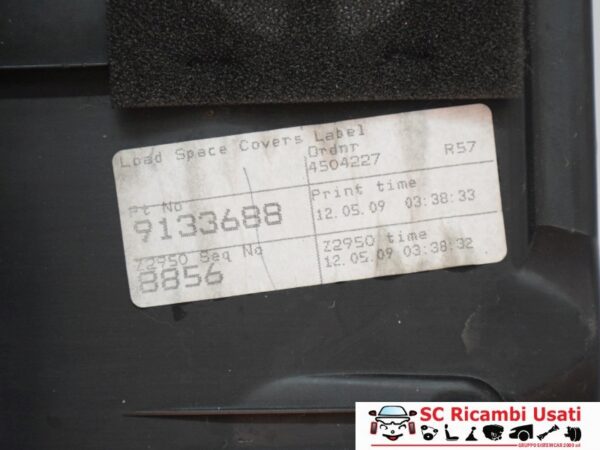 Load Space Covers Label
Ordnr
4504227 R57
Pt No
9133688
Print time
12.05.09 03:38:33
Z2950 Seq No
8856
Z2950 time
12.05.09 03:38:32
SC Ricambi Usati